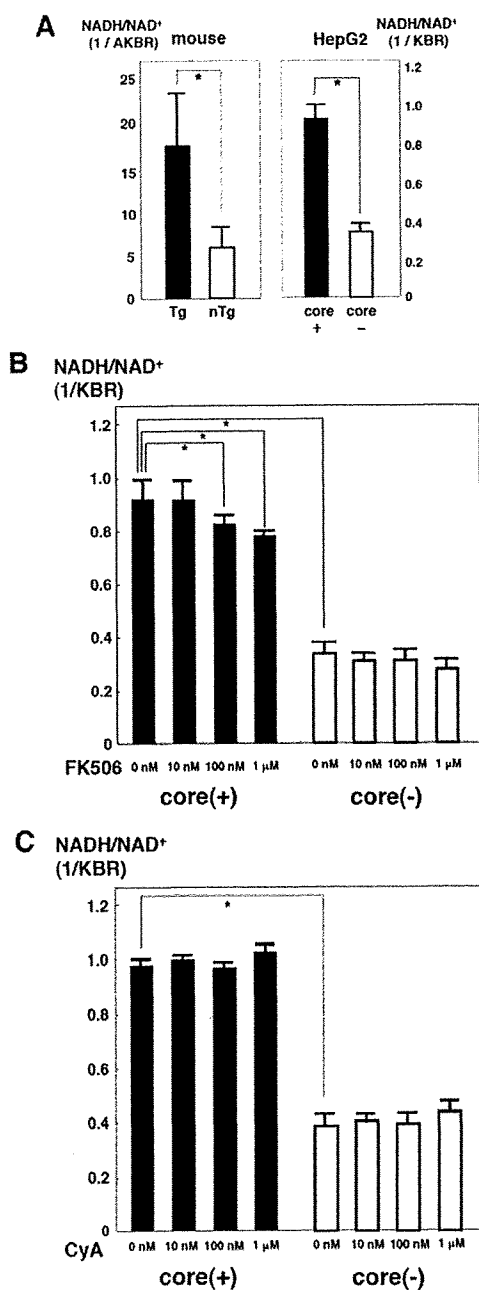 A
NADH/NAD+
(1 / AKBR)
mouse
HepG2
NADH/NAD+
(1 / KBR)
25
20
15
10
5
0
*
Tg
nTg
*
1.2
1.0
0.8
0.6
0.4
0.2
0
core
+
core
–
B
NADH/NAD+
(1/KBR)
1.2
1.0
0.8
0.6
0.4
0.2
0
*
*
*
FK506
0 nM
10 nM
100 nM
1 μM
0 nM
10 nM
100 nM
1 μM
core(+)
core(-)
C
NADH/NAD+
(1/KBR)
1.2
1.0
0.8
0.6
0.4
0.2
0
*
CyA
0 nM
10 nM
100 nM
1 μM
0 nM
10 nM
100 nM
1 μM
core(+)
core(-)